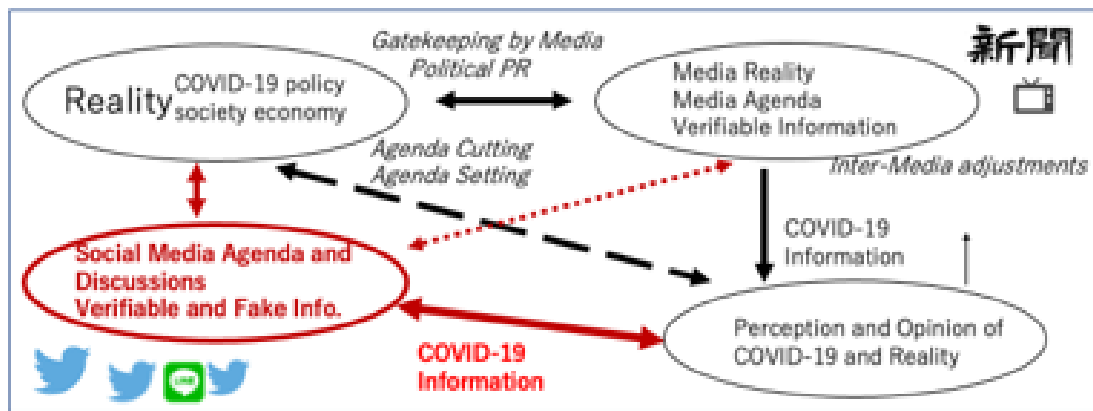 Gatekeeping by Media
Political PR
新聞
Reality
COVID-19 policy
society economy
Media Reality
Media Agenda
Verifiable Information
Agenda Cutting
Agenda Setting
Inter-Media adjustments
COVID-19
Information
Social Media Agenda and
Discussions
Verifiable and Fake Info.
Perception and Opinion of
COVID-19 and Reality
COVID-19
Information
LINE